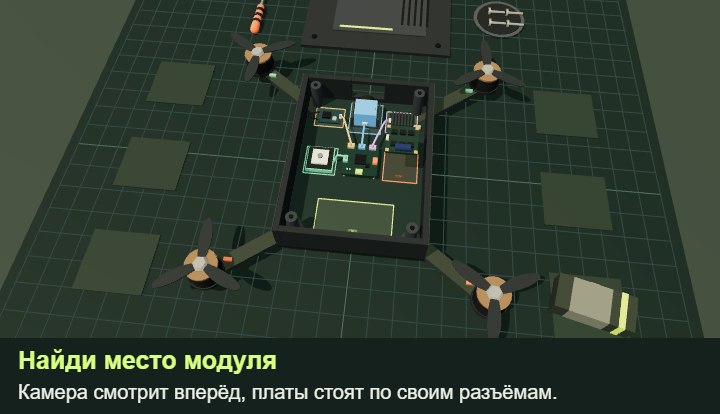 Найди место модуля
Камера смотрит вперёд, платы стоят по своим разъёмам.